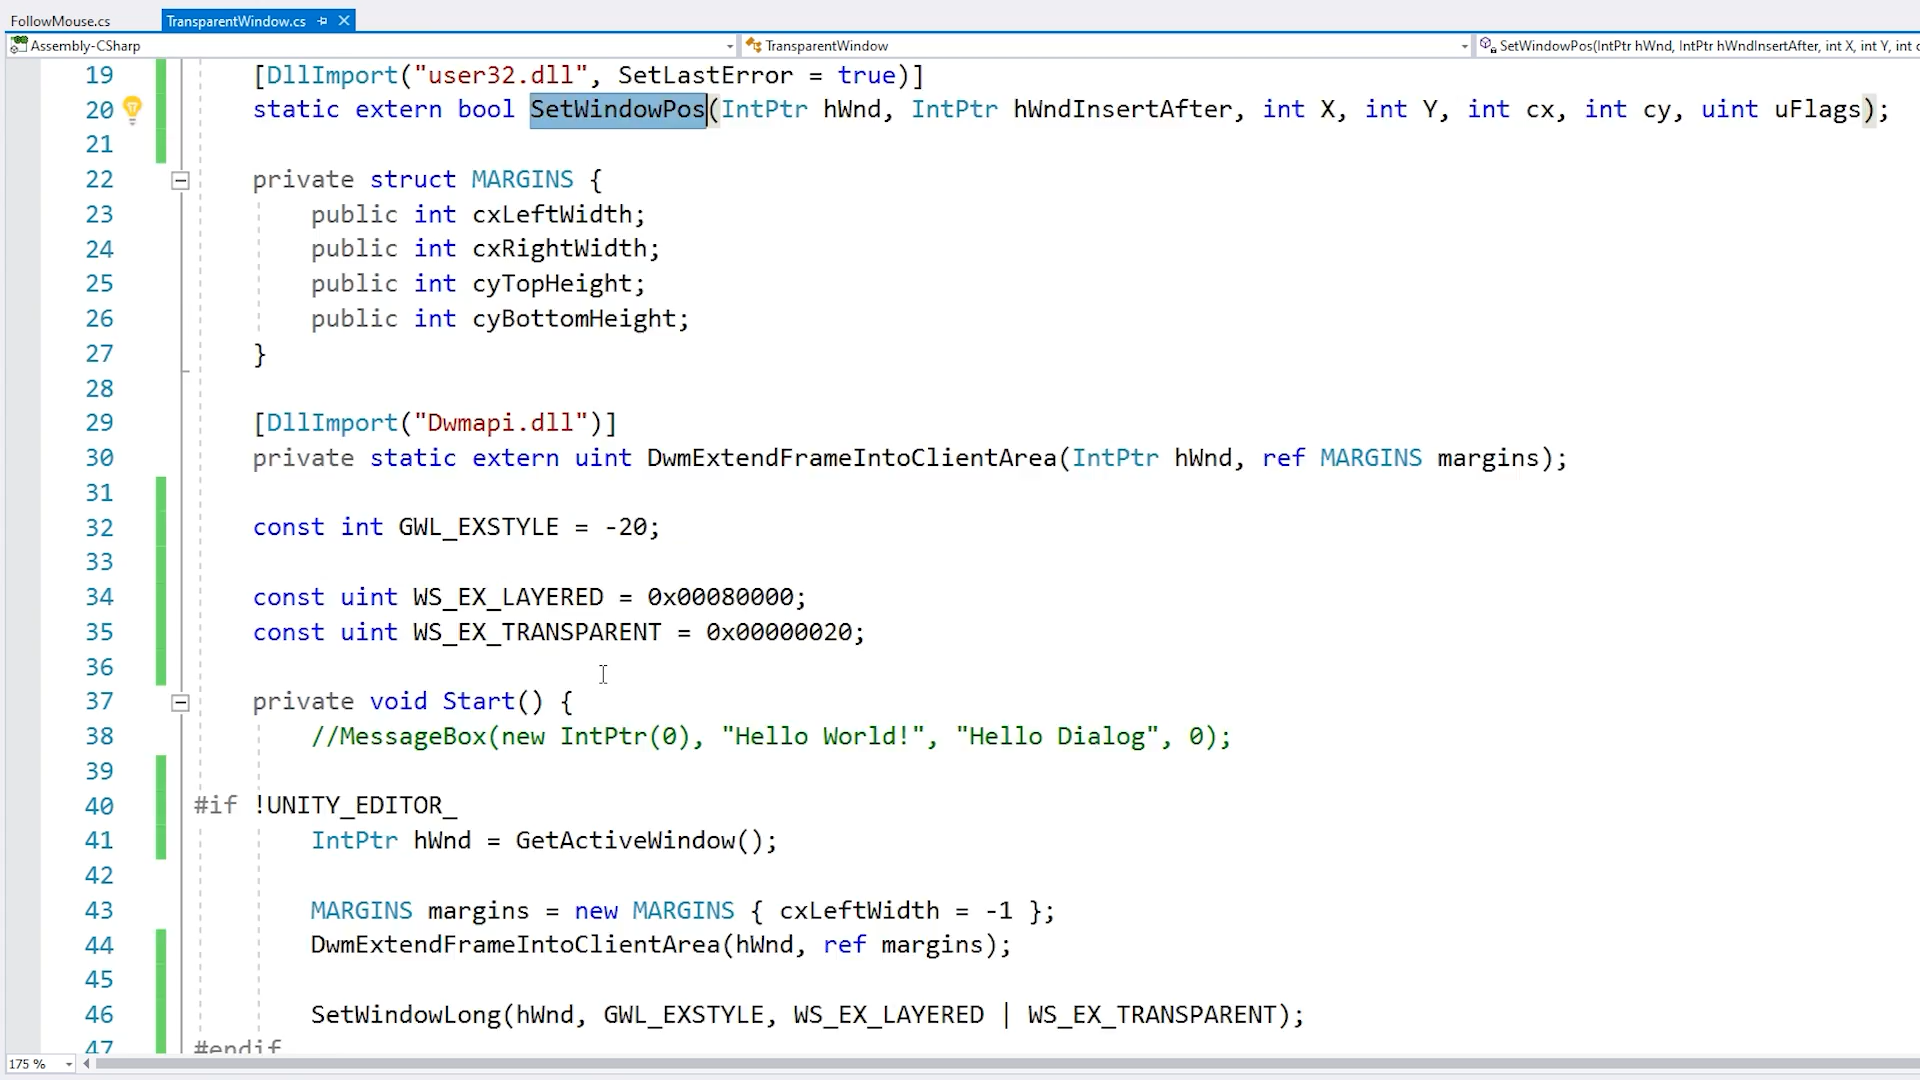 FollowMouse.cs TransparentWindow.cs
Assembly-CSharp TransparentWindow SetWindowPos(IntPtr hWnd, IntPtr hWndInsertAfter, int X, int Y, int c
19 [DllImport("user32.dll", SetLastError = true)]
20 static extern bool SetWindowPos(IntPtr hWnd, IntPtr hWndInsertAfter, int X, int Y, int cx, int cy, uint uFlags);
21
22 private struct MARGINS {
23 public int cxLeftWidth;
24 public int cxRightWidth;
25 public int cyTopHeight;
26 public int cyBottomHeight;
27 }
28
29 [DllImport("Dwmapi.dll")]
30 private static extern uint DwmExtendFrameIntoClientArea(IntPtr hWnd, ref MARGINS margins);
31
32 const int GWL_EXSTYLE = -20;
33
34 const uint WS_EX_LAYERED = 0x00080000;
35 const uint WS_EX_TRANSPARENT = 0x00000020;
36
37 private void Start() {
38 //MessageBox(new IntPtr(0), "Hello World!", "Hello Dialog", 0);
39
40 #if !UNITY_EDITOR_
41 IntPtr hWnd = GetActiveWindow();
42
43 MARGINS margins = new MARGINS { cxLeftWidth = -1 };
44 DwmExtendFrameIntoClientArea(hWnd, ref margins);
45
46 SetWindowLong(hWnd, GWL_EXSTYLE, WS_EX_LAYERED | WS_EX_TRANSPARENT);
47 #endif
175 %